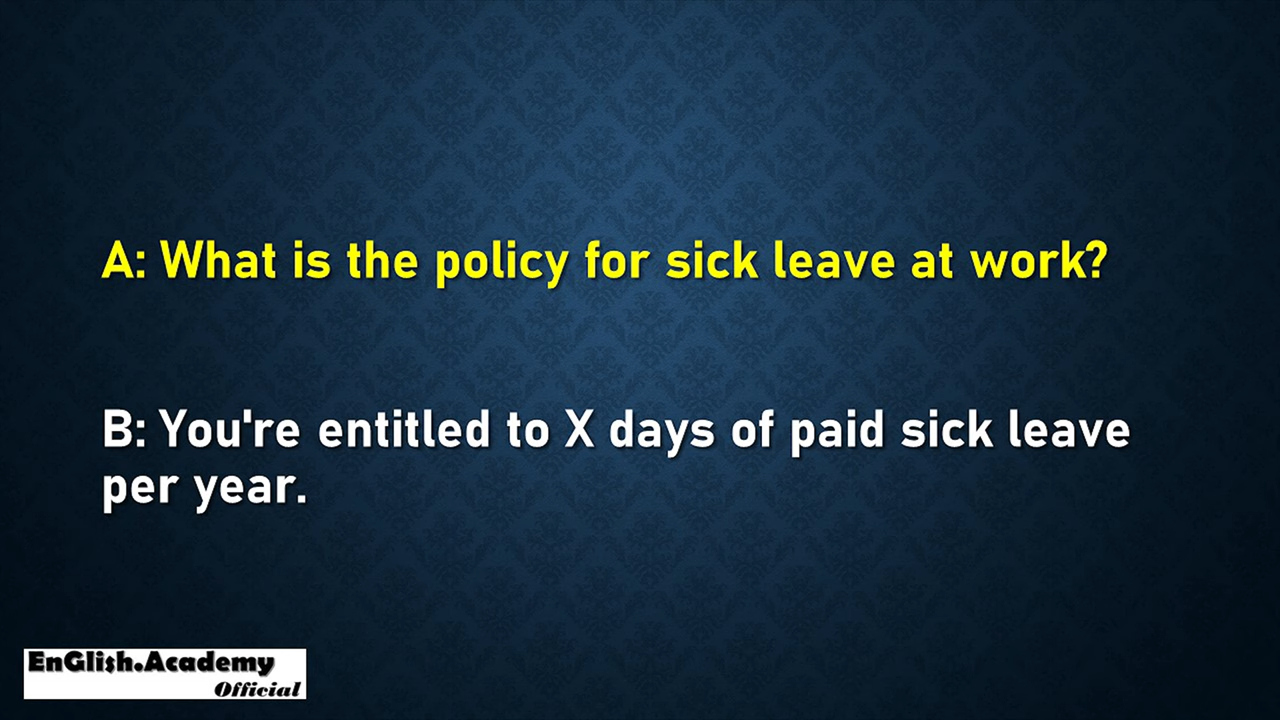 A: What is the policy for sick leave at work?
B: You're entitled to X days of paid sick leave
per year.
EnGlish.Academy
Official